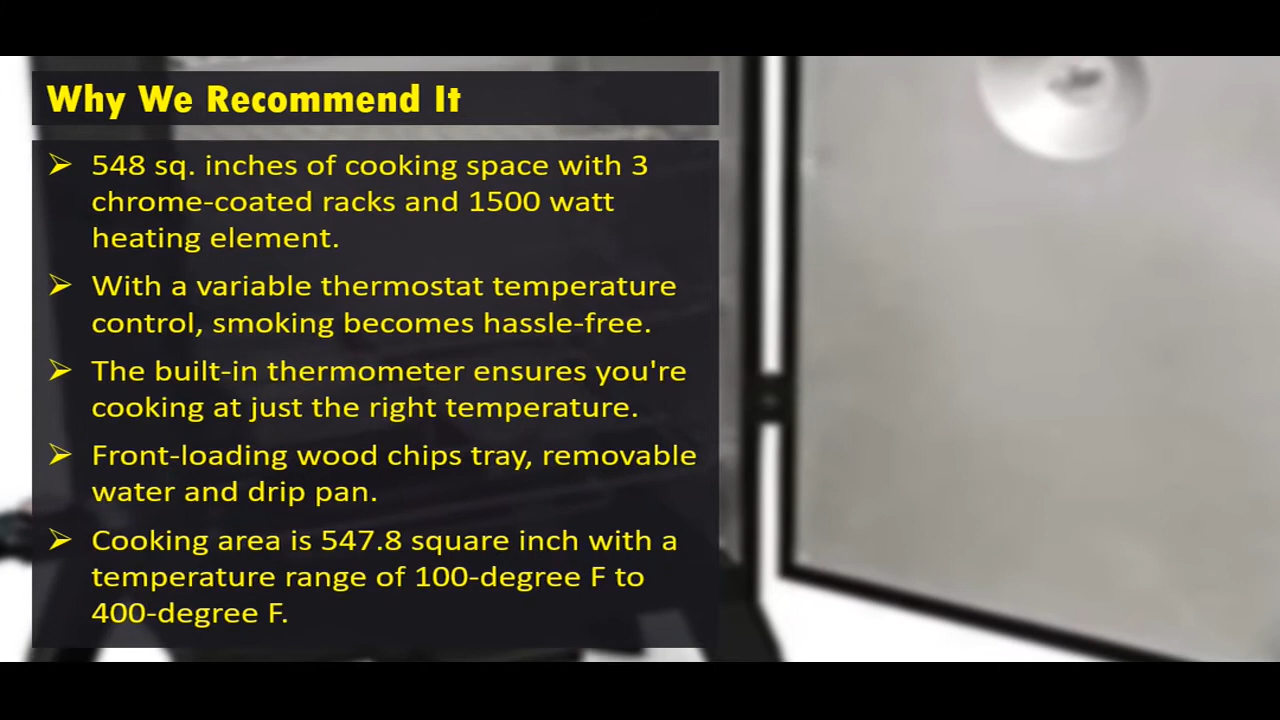 Why We Recommend It
548 sq. inches of cooking space with 3
chrome-coated racks and 1500 watt
heating element.
With a variable thermostat temperature
control, smoking becomes hassle-free.
The built-in thermometer ensures you're
cooking at just the right temperature.
Front-loading wood chips tray, removable
water and drip pan.
Cooking area is 547.8 square inch with a
temperature range of 100-degree F to
400-degree F.